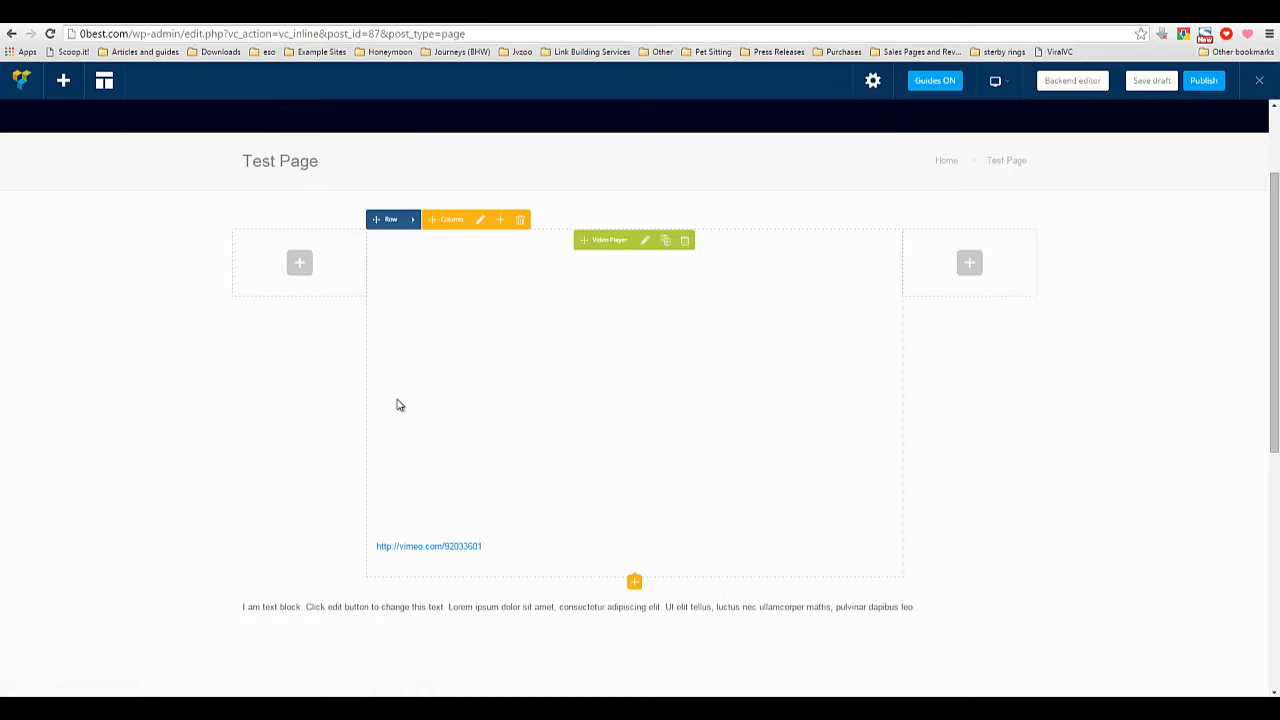 0best.com/wp-admin/edit.php?vc_action=vc_inline&post_id=87&post_type=page
Apps Scoop.it! Articles and guides Downloads eso Example Sites Honeymoon Journeys (BHW) Jvzoo Link Building Services Other Pet Sitting Press Releases Purchases Sales Pages and Rev... sterby rings ViralVC Other bookmarks
New
Guides ON Backend editor Save draft Publish
Test Page Home Test Page
Row Column
Video Player
http://vimeo.com/92033601
I am text block. Click edit button to change this text. Lorem ipsum dolor sit amet, consectetur adipiscing elit. Ut elit tellus, luctus nec ullamcorper mattis, pulvinar dapibus leo.